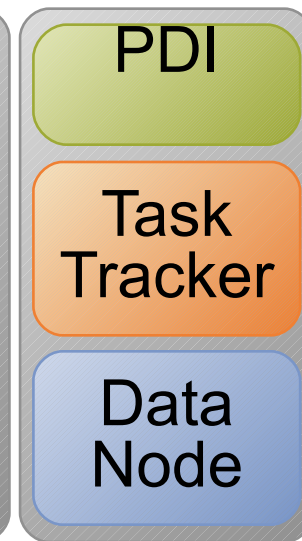 PDI
Task
Tracker
Data
Node